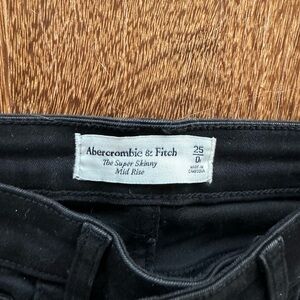 Abercrombie & Fitch
The Super Skinny
Mid Rise
25
0
MADE IN
CAMBODIA